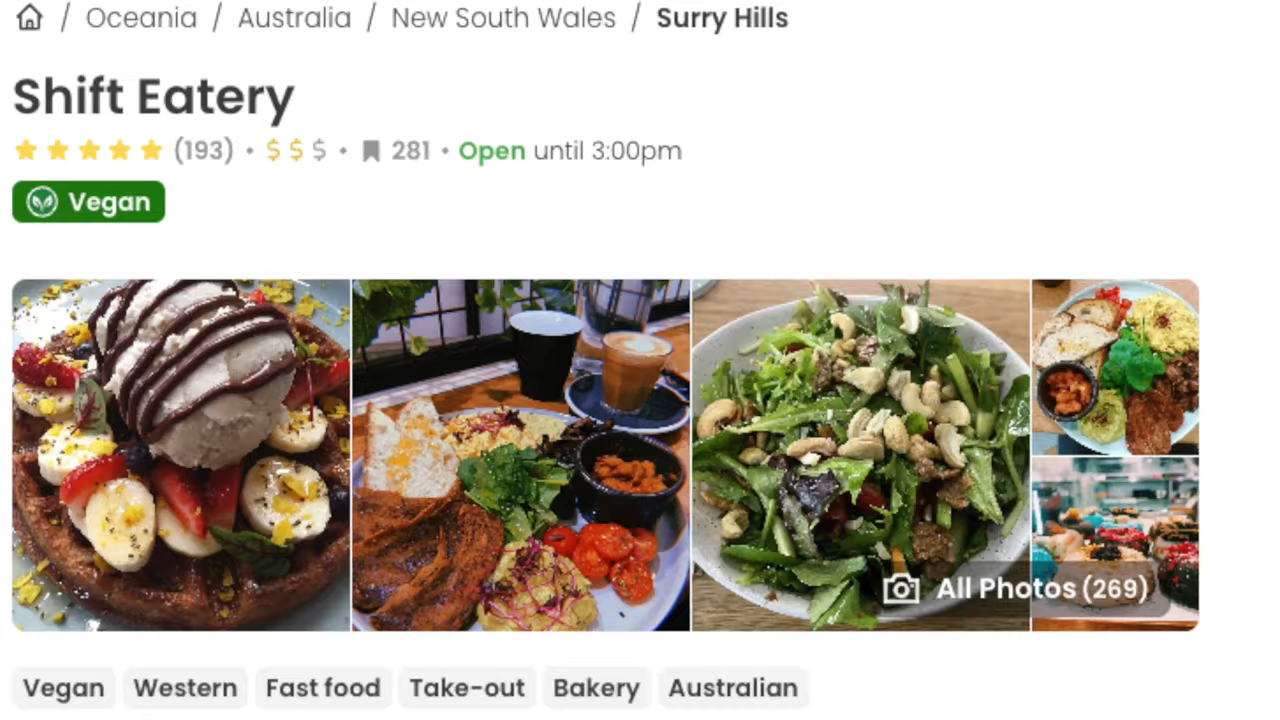 / Oceania / Australia / New South Wales / Surry Hills
Shift Eatery
(193) • $ $ $ • 281 • Open until 3:00pm
Vegan
All Photos (269)
Vegan Western Fast food Take-out Bakery Australian